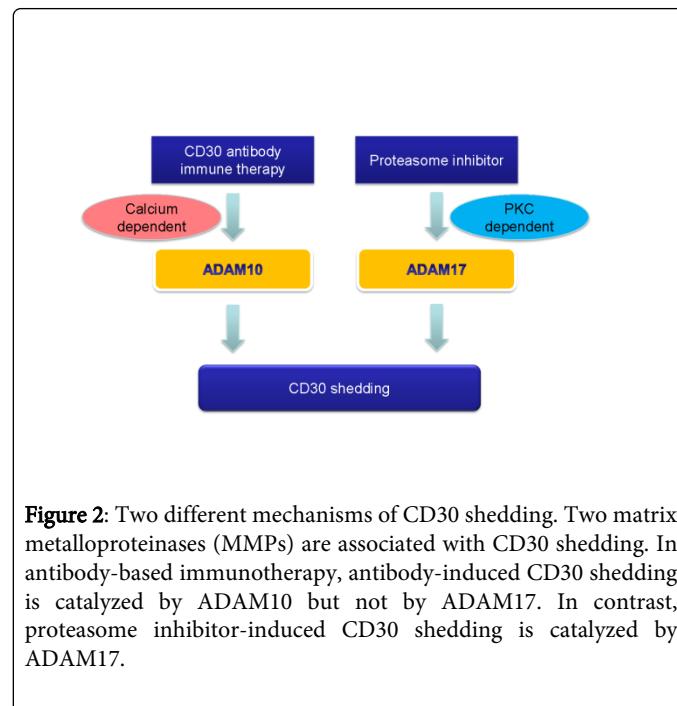 CD30 antibody
immune therapy
Proteasome inhibitor
Calcium
dependent
PKC
dependent
ADAM10
ADAM17
CD30 shedding
Figure 2: Two different mechanisms of CD30 shedding. Two matrix
metalloproteinases (MMPs) are associated with CD30 shedding. In
antibody-based immunotherapy, antibody-induced CD30 shedding
is catalyzed by ADAM10 but not by ADAM17. In contrast,
proteasome inhibitor-induced CD30 shedding is catalyzed by
ADAM17.